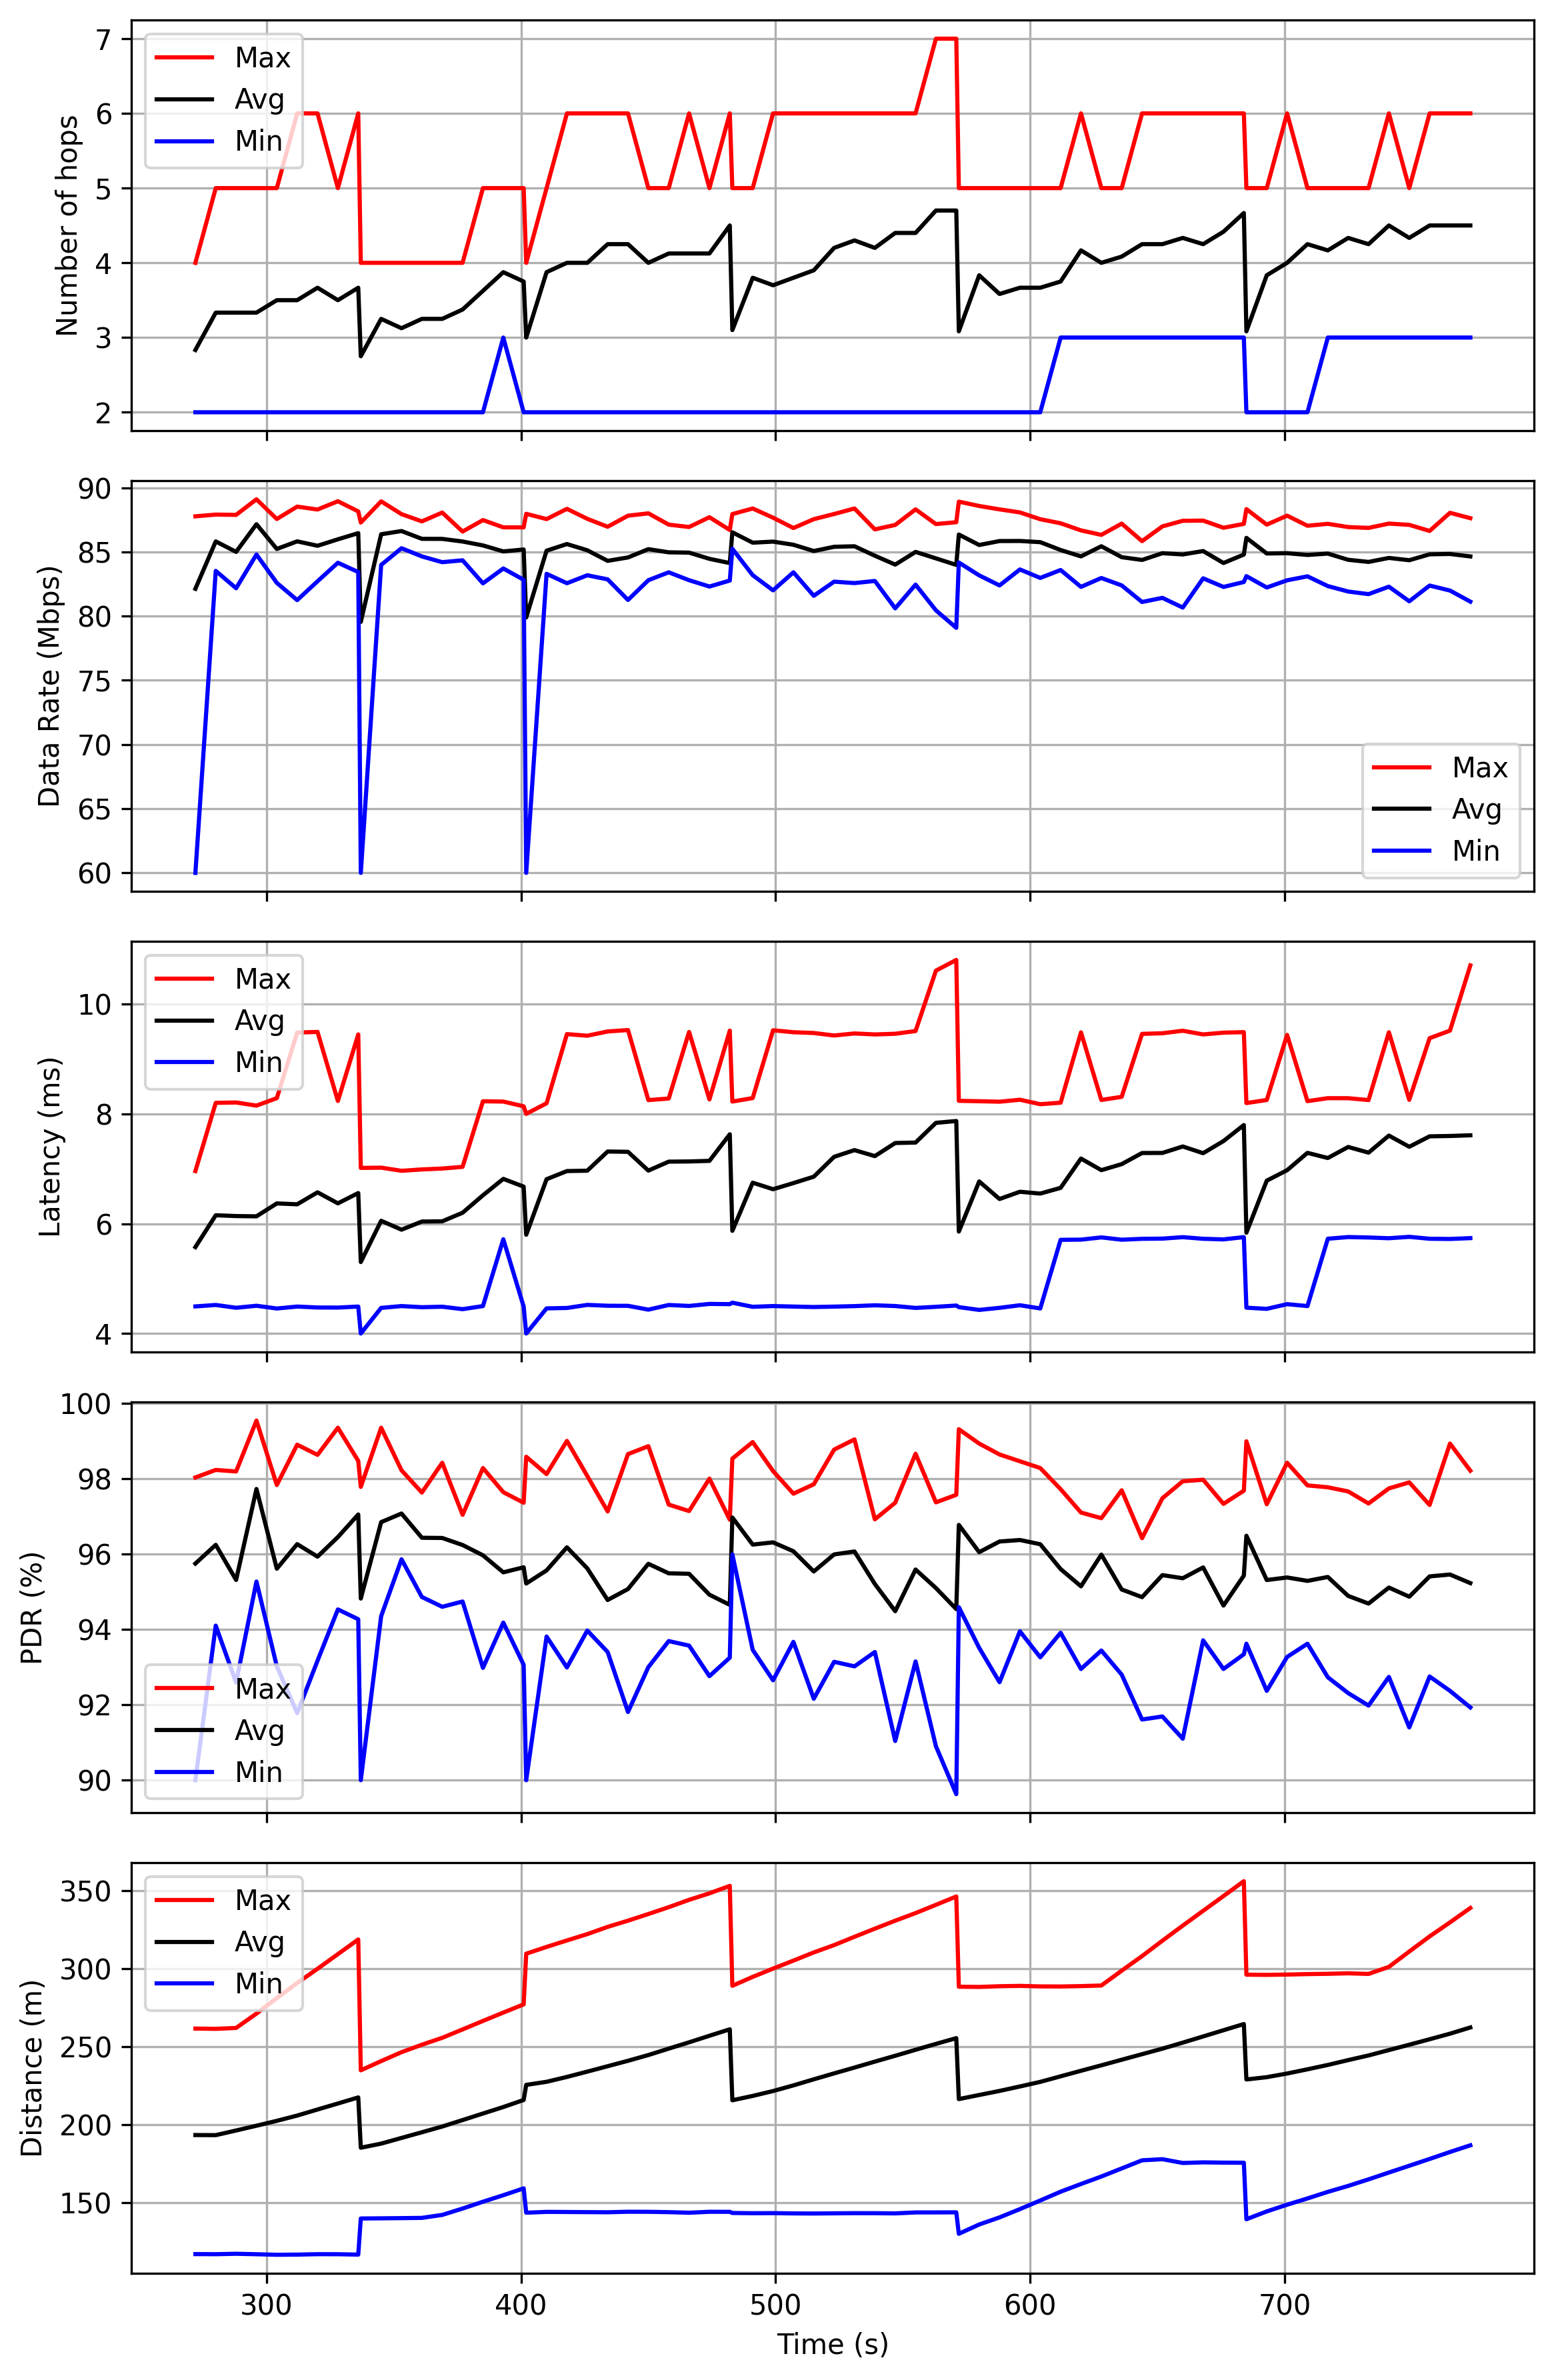 Number of hops
7
6
5
4
3
2
Max
Avg
Min
Data Rate (Mbps)
90
85
80
75
70
65
60
Max
Avg
Min
Latency (ms)
10
8
6
4
Max
Avg
Min
PDR (%)
100
98
96
94
92
90
Max
Avg
Min
Distance (m)
350
300
250
200
150
Max
Avg
Min
300 400 500 600 700
Time (s)